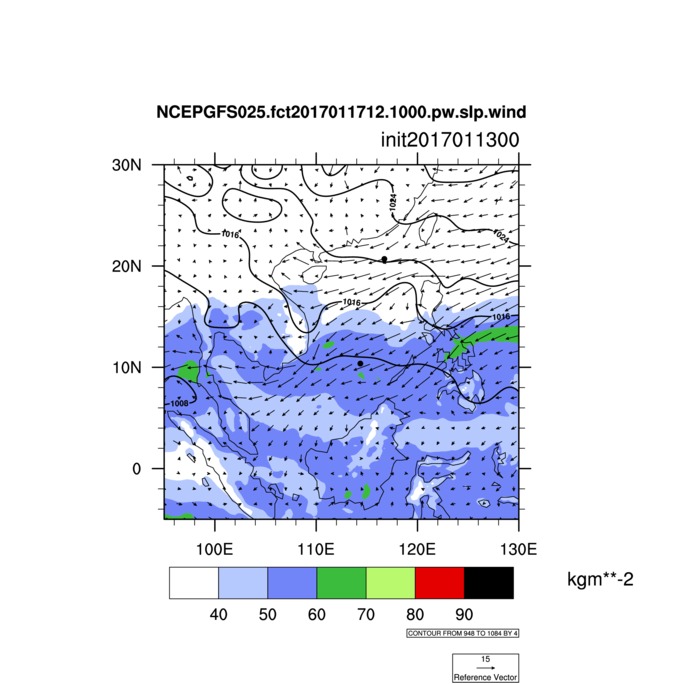 NCEPGFS025.fct2017011712.1000.pw.slp.wind
init2017011300
30N
1024
1016
1024
20N
1016
1016
10N
1008
0
100E 110E 120E 130E
kgm**-2
40 50 60 70 80 90
CONTOUR FROM 948 TO 1084 BY 4
15
Reference Vector